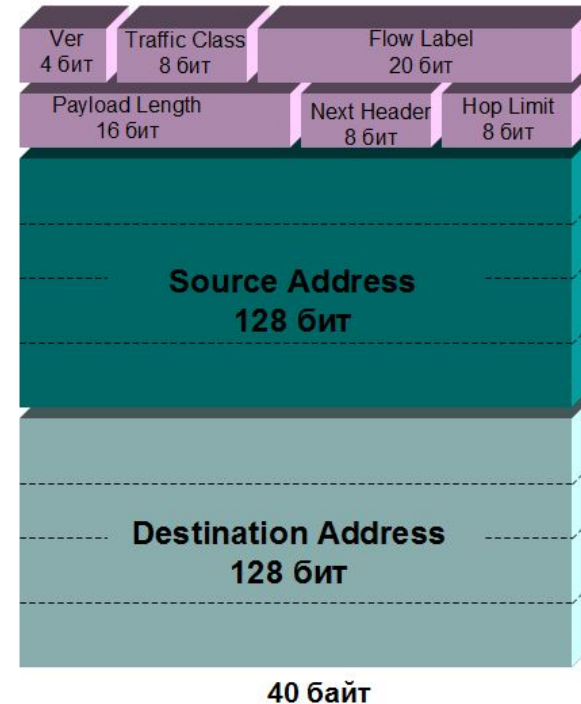 Ver
4 бит
Traffic Class
8 бит
Flow Label
20 бит
Payload Length
16 бит
Next Header
8 бит
Hop Limit
8 бит
Source Address
128 бит
Destination Address
128 бит
40 байт